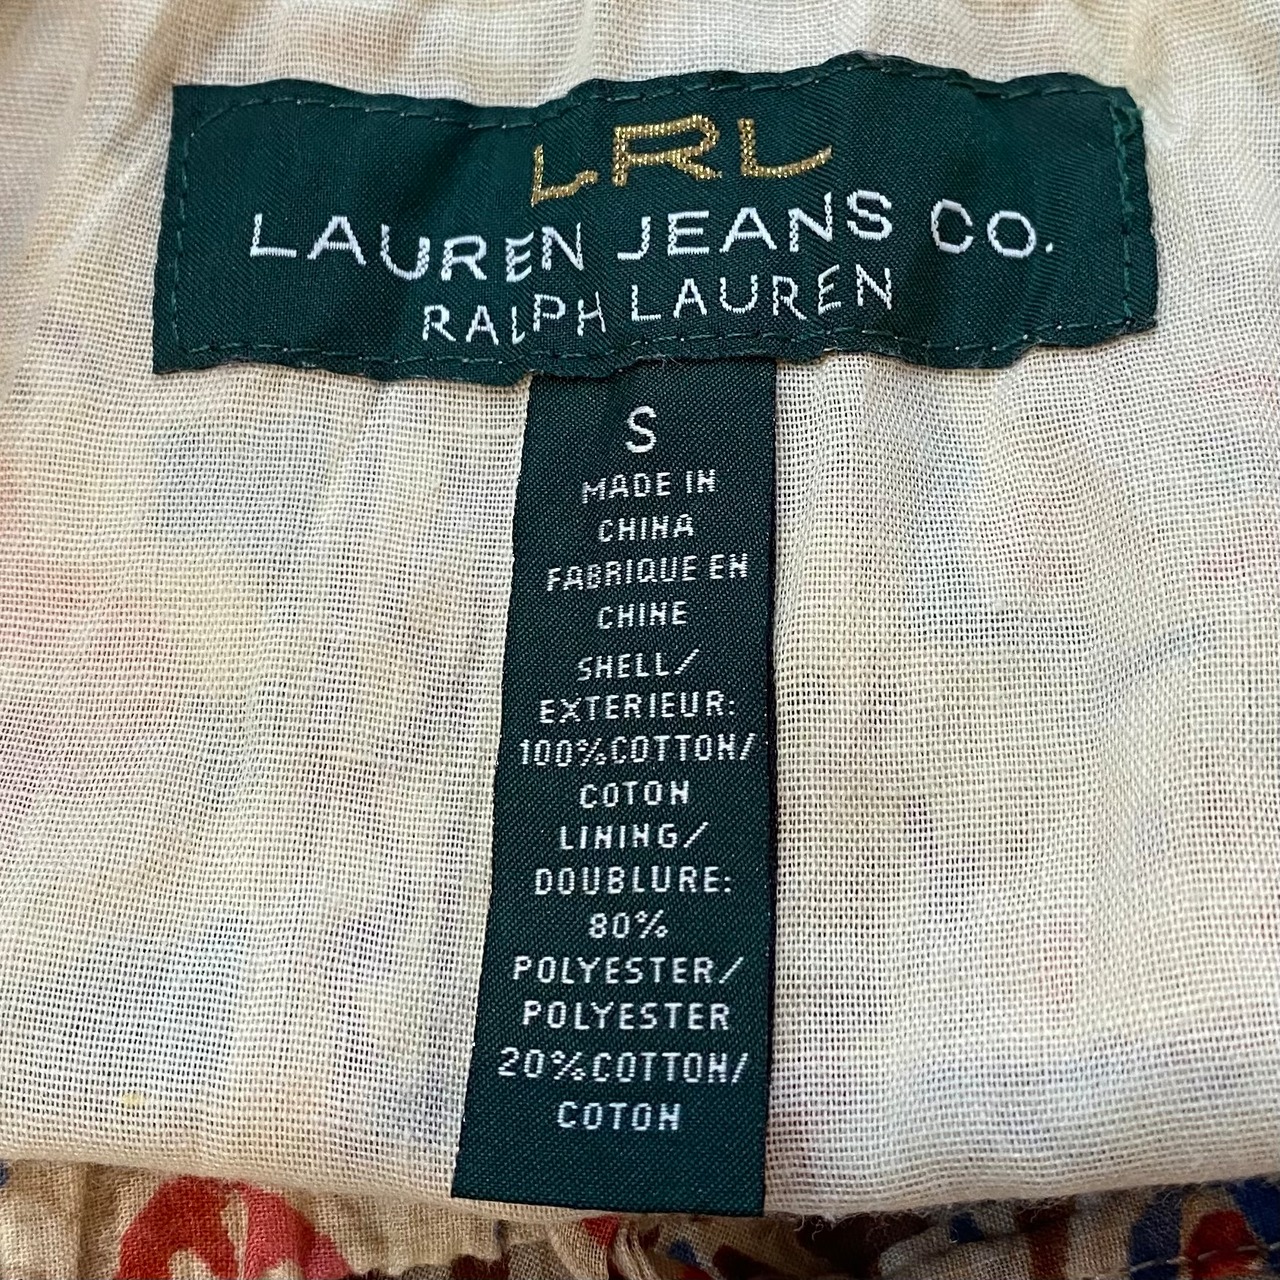 LRL
LAUREN JEANS CO.
RALPH LAUREN
S
MADE IN
CHINA
FABRIQUE EN
CHINE
SHELL/
EXTERIEUR:
100%COTTON/
COTON
LINING/
DOUBLURE:
80%
POLYESTER/
POLYESTER
20%COTTON/
COTON